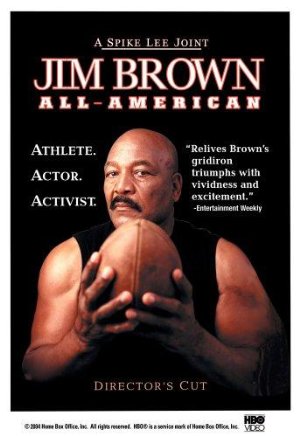 A SPIKE LEE JOINT
JIM BROWN
ALL-AMERICAN
ATHLETE.
ACTOR.
ACTIVIST.
"Relives Brown's
gridiron
triumphs with
vividness and
excitement."
-Entertainment Weekly
DIRECTOR'S CUT
© 2004 Home Box Office, Inc. All rights reserved. HBO® is a service mark of Home Box Office, Inc.
HBO
VIDEO